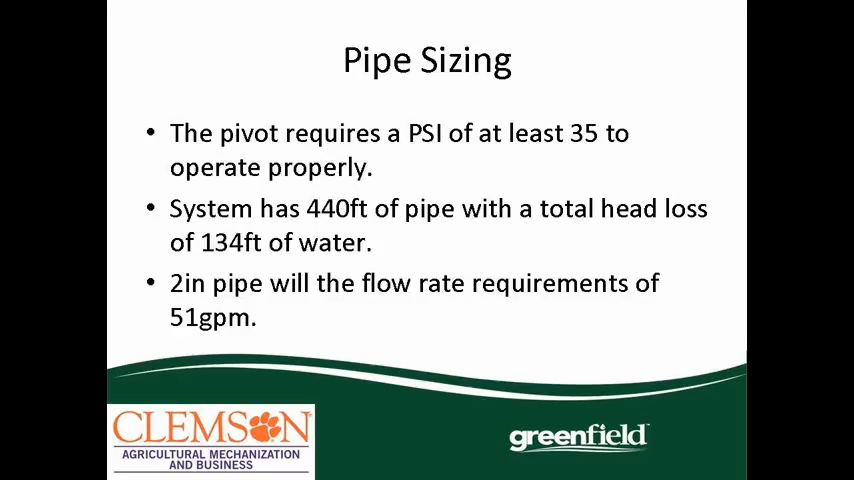 Pipe Sizing
• The pivot requires a PSI of at least 35 to
operate properly.
• System has 440ft of pipe with a total head loss
of 134ft of water.
• 2in pipe will the flow rate requirements of
51gpm.
CLEMSON
AGRICULTURAL MECHANIZATION
AND BUSINESS
greenfield